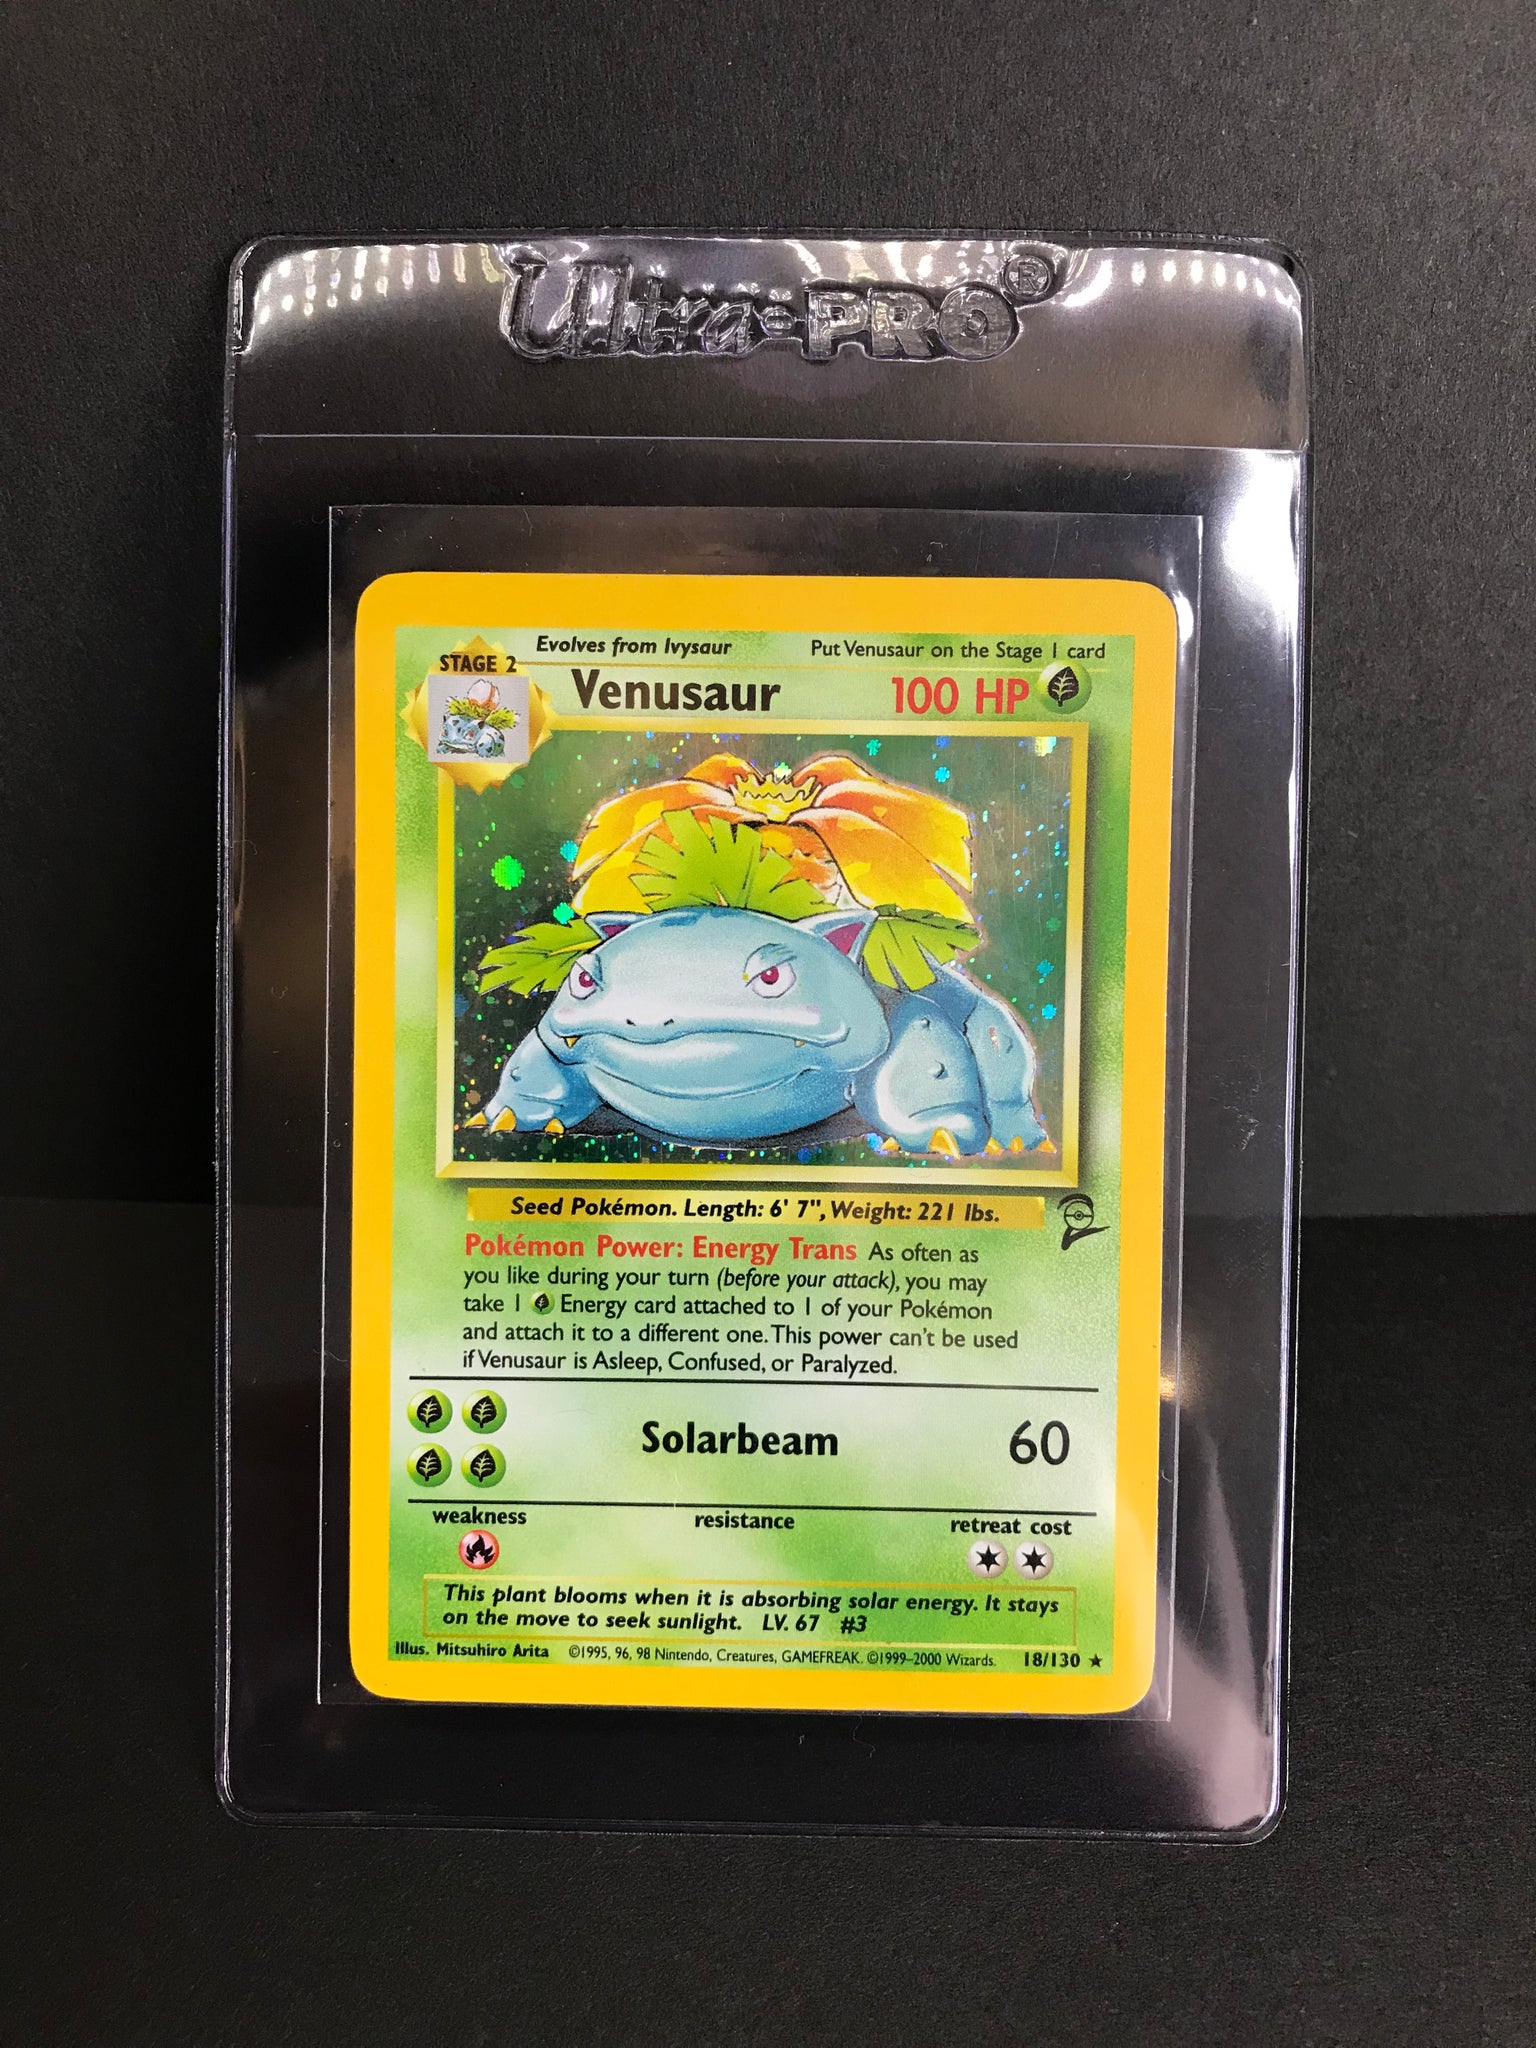 Ultra-PRO®
Evolves from Ivysaur Put Venusaur on the Stage 1 card
STAGE 2
Venusaur 100 HP
Seed Pokémon. Length: 6' 7", Weight: 221 lbs.
Pokémon Power: Energy Trans As often as
you like during your turn (before your attack), you may
take 1 Energy card attached to 1 of your Pokémon
and attach it to a different one. This power can't be used
if Venusaur is Asleep, Confused, or Paralyzed.
Solarbeam 60
weakness resistance retreat cost
This plant blooms when it is absorbing solar energy. It stays
on the move to seek sunlight. LV. 67 #3
Illus. Mitsuhiro Arita ©1995, 96, 98 Nintendo, Creatures, GAMEFREAK. ©1999–2000 Wizards. 18/130 ★